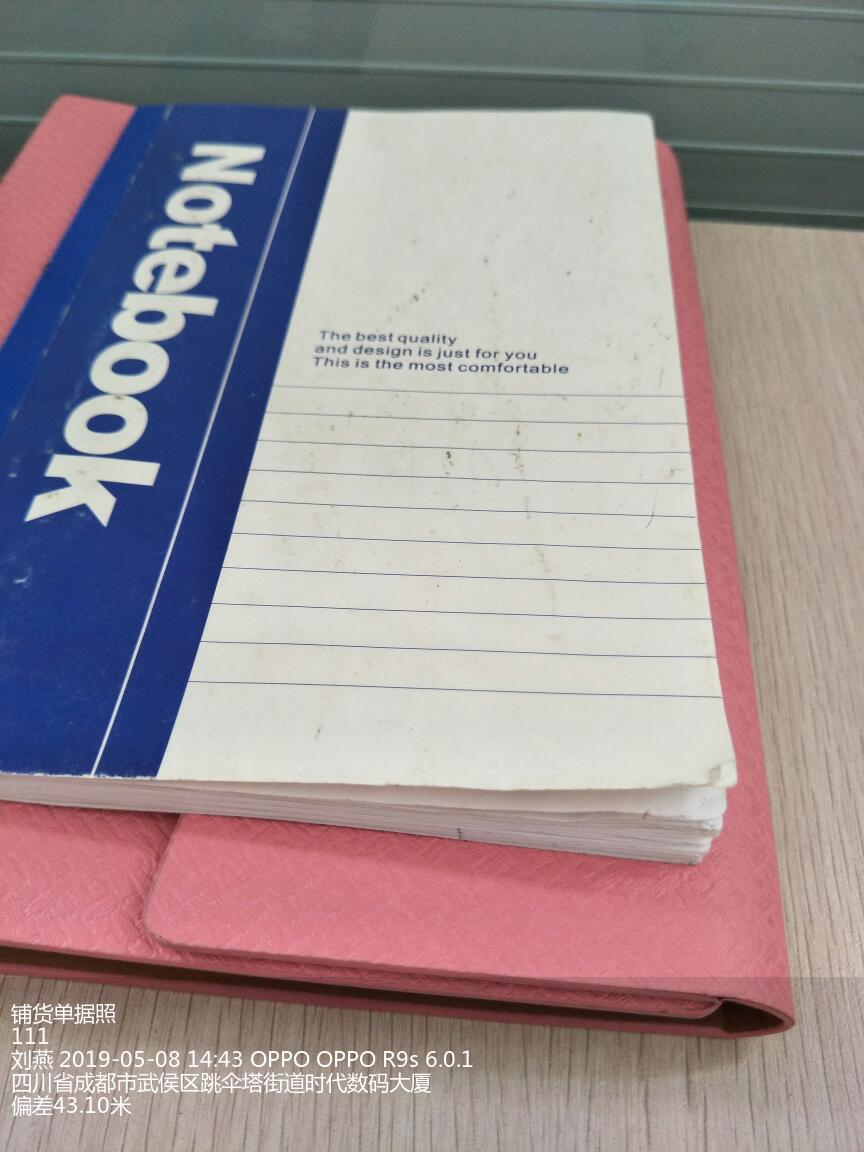 Notebook
The best quality
and design is just for you
This is the most comfortable
铺货单据照
111
刘燕 2019-05-08 14:43 OPPO OPPO R9s 6.0.1
四川省成都市武侯区跳伞塔街道时代数码大厦
偏差43.10米